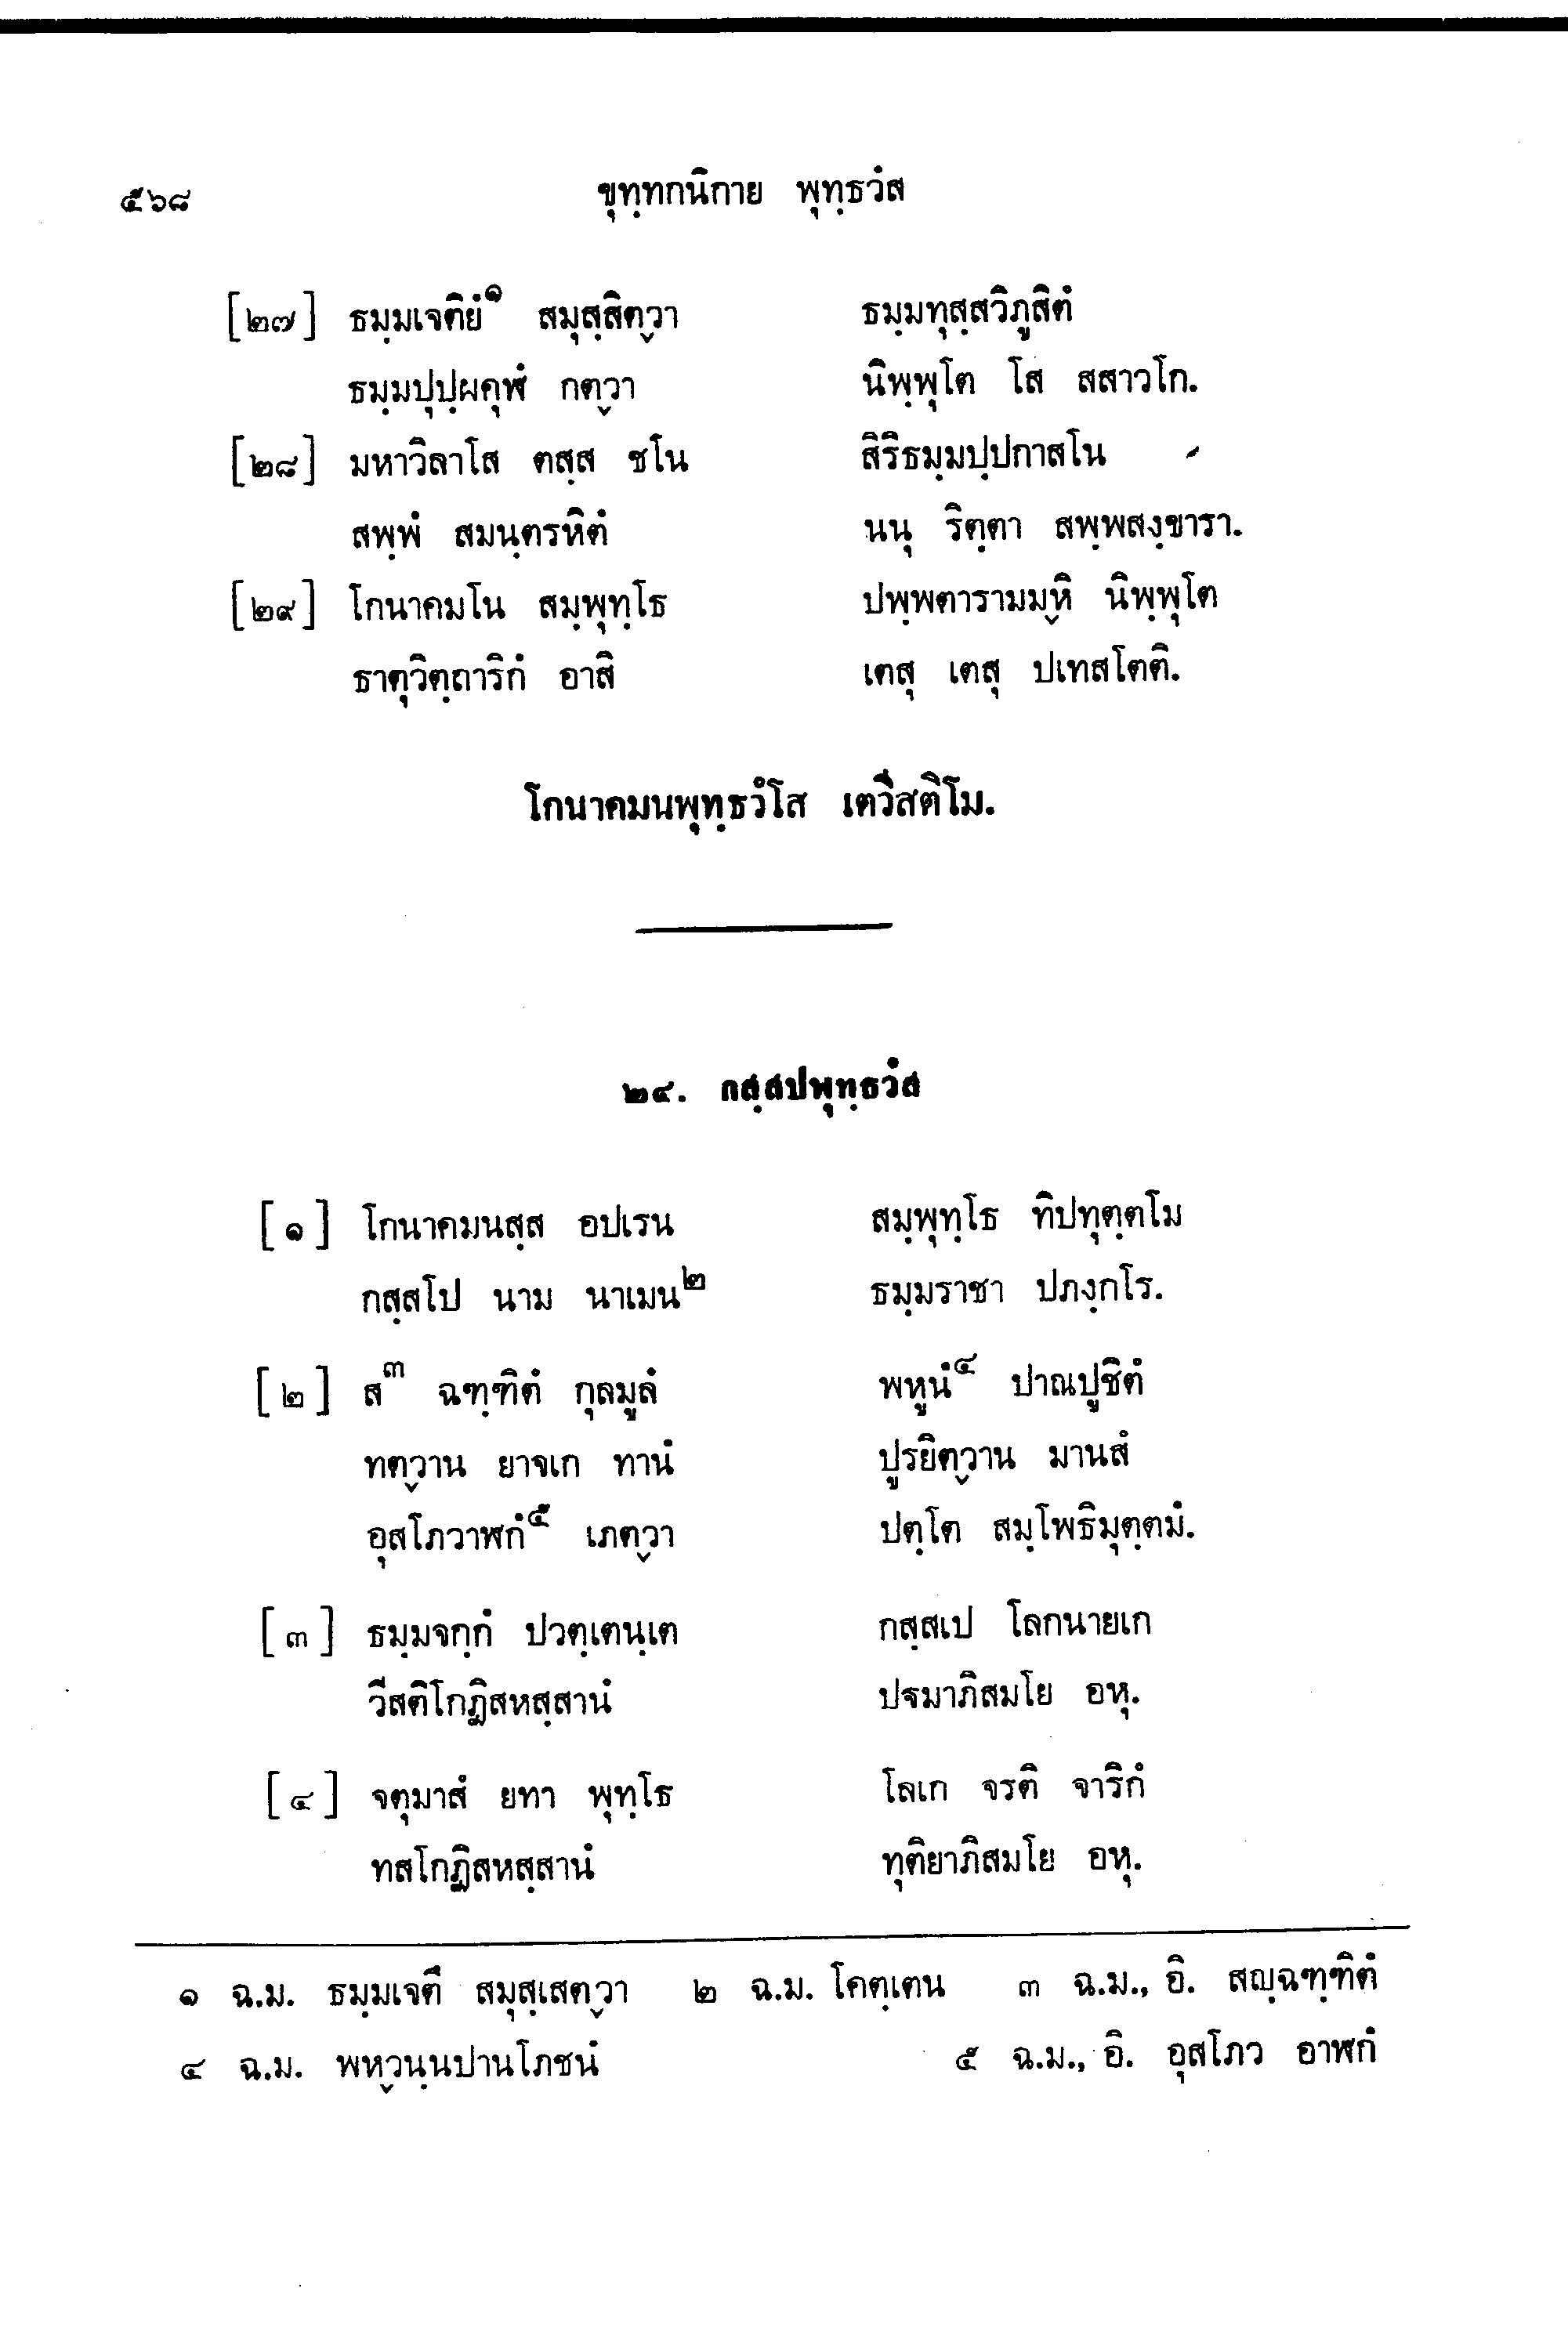 ๕๖๘ ขุทฺทกนิกาย พุทฺธวํส
[๒๗] ธมฺมเจติยํ๑ สมุสฺสิตฺวา ธมฺมทุสฺสวิภูสิตํ
ธมฺมปุปฺผคุฬํ กตฺวา นิพฺพุโต โส สสาวโก.
[๒๘] มหาวิลาโส ตสฺส ชโน สิริธมฺมปฺปกาสโน
สพฺพํ สมนฺตรหิตํ นนุ ริตฺตา สพฺพสงฺขารา.
[๒๙] โกนาคมโน สมฺพุทฺโธ ปพฺพตารามมฺหิ นิพฺพุโต
ธาตุวิตฺถาริกํ อาสิ เตสุ เตสุ ปเทสโตติ.
โกนาคมนพุทฺธวํโส เตวีสติโม.
๒๔. กสฺสปพุทฺธวํส
[๑] โกนาคมนสฺส อปเรน สมฺพุทฺโธ ทิปทุตฺตโม
กสฺสโป นาม นาเมน๒ ธมฺมราชา ปภงฺกโร.
[๒] ส๓ ฉฑฺฑิตํ กุลมูลํ พหูนํ๔ ปาณปูชิตํ
ทตฺวาน ยาจเก ทานํ ปูรยิตฺวาน มานสํ
อุสโภวาฬกํ๕ เภตฺวา ปตฺโต สมฺโพธิมุตฺตมํ.
[๓] ธมฺมจกฺกํ ปวตฺเตนฺเต กสฺสเป โลกนายเก
วีสติโกฏิสหสฺสานํ ปฐมาภิสมโย อหุ.
[๔] จตุมาสํ ยทา พุทฺโธ โลเก จรติ จาริกํ
ทสโกฏิสหสฺสานํ ทุติยาภิสมโย อหุ.
๑ ฉ.ม. ธมฺมเจตึ สมุสฺเสตฺวา ๒ ฉ.ม. โคตฺเตน ๓ ฉ.ม., อิ. สญฺฉฑฺฑิตํ
๔ ฉ.ม. พหฺวนฺนปานโภชนํ ๕ ฉ.ม., อิ. อุสโภว อาฬกํ